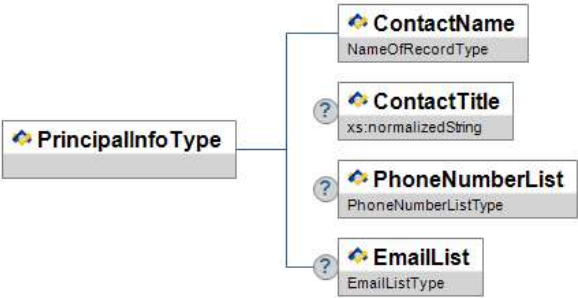 ContactName
NameOfRecordType
?
ContactTitle
xs:normalizedString
PrincipalInfoType
?
PhoneNumberList
PhoneNumberListType
?
EmailList
EmailListType